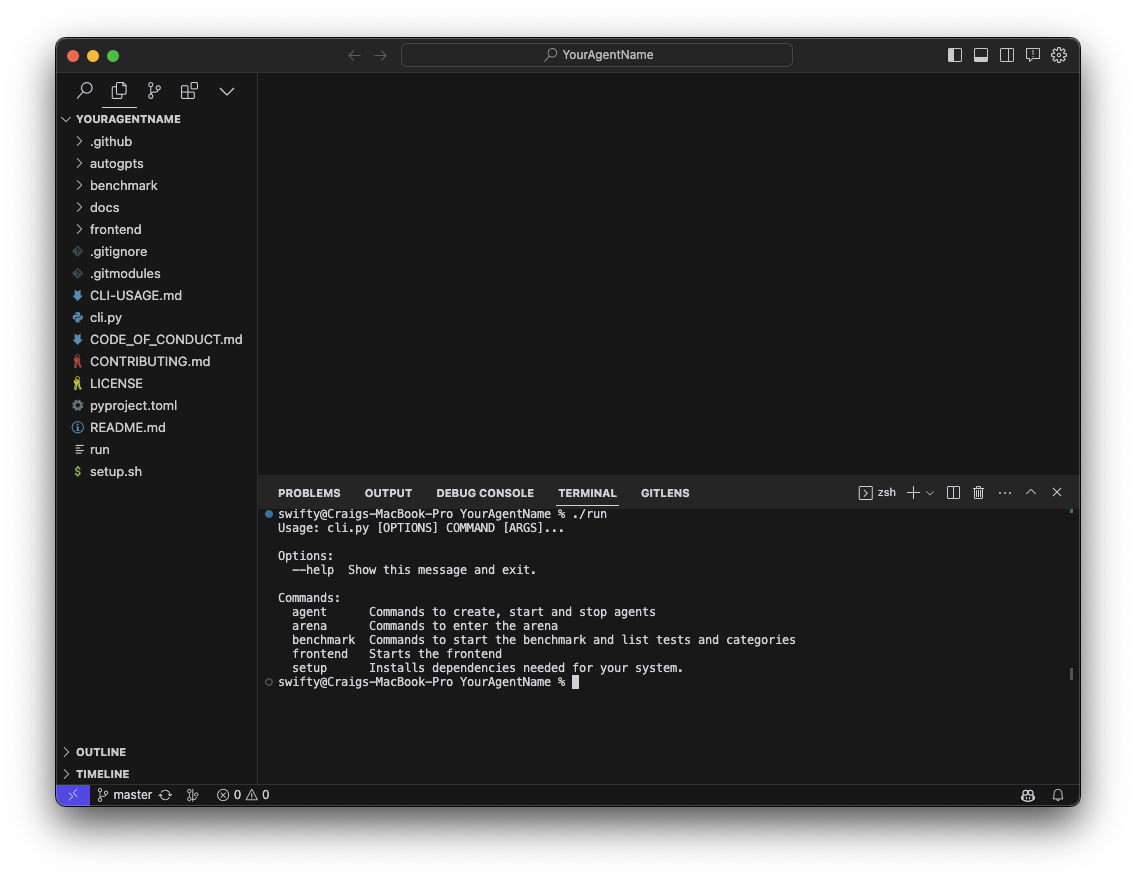 YourAgentName
YOURAGENTNAME
.github
autogpts
benchmark
docs
frontend
.gitignore
.gitmodules
CLI-USAGE.md
cli.py
CODE_OF_CONDUCT.md
CONTRIBUTING.md
LICENSE
pyproject.toml
README.md
run
$ setup.sh
OUTLINE
TIMELINE
PROBLEMS OUTPUT DEBUG CONSOLE TERMINAL GITLENS zsh
swifty@Craigs-MacBook-Pro YourAgentName % ./run
Usage: cli.py [OPTIONS] COMMAND [ARGS]...
Options:
--help  Show this message and exit.
Commands:
agent      Commands to create, start and stop agents
arena      Commands to enter the arena
benchmark  Commands to start the benchmark and list tests and categories
frontend   Starts the frontend
setup      Installs dependencies needed for your system.
swifty@Craigs-MacBook-Pro YourAgentName %
master 0 0